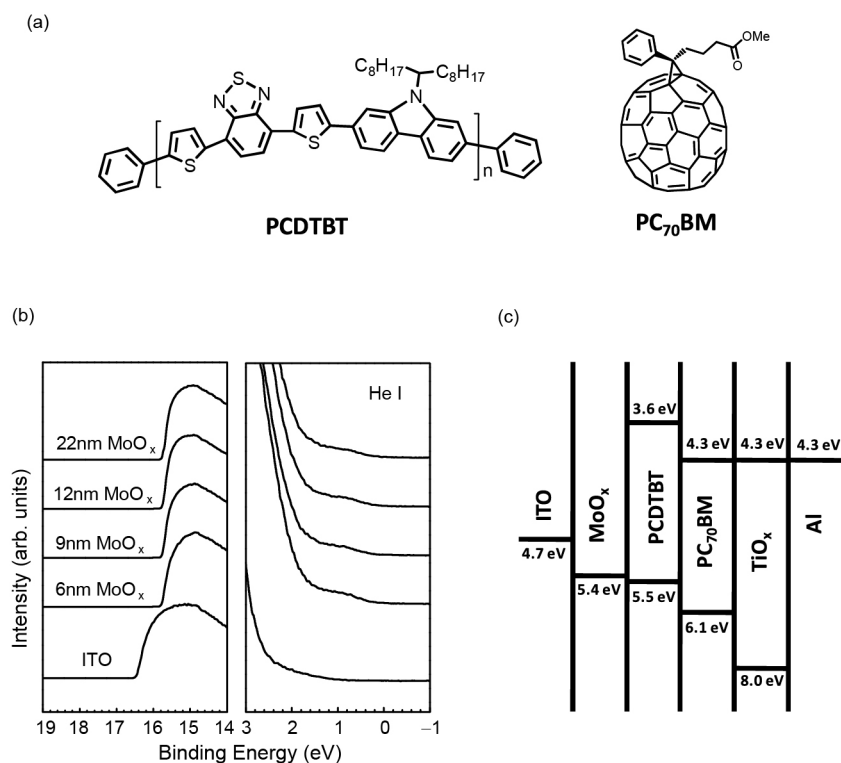 (a)
C₈H₁₇ C₈H₁₇
S
N N
N
S
S
n
PCDTBT
OMe
O
PC₇₀BM
(b)
Intensity (arb. units)
22nm MoOₓ
12nm MoOₓ
9nm MoOₓ
6nm MoOₓ
ITO
He I
19 18 17 16 15 14 3 2 1 0 –1
Binding Energy (eV)
(c)
ITO
4.7 eV
MoOₓ
5.4 eV
3.6 eV
PCDTBT
5.5 eV
4.3 eV
PC₇₀BM
6.1 eV
4.3 eV
TiOₓ
8.0 eV
4.3 eV
Al